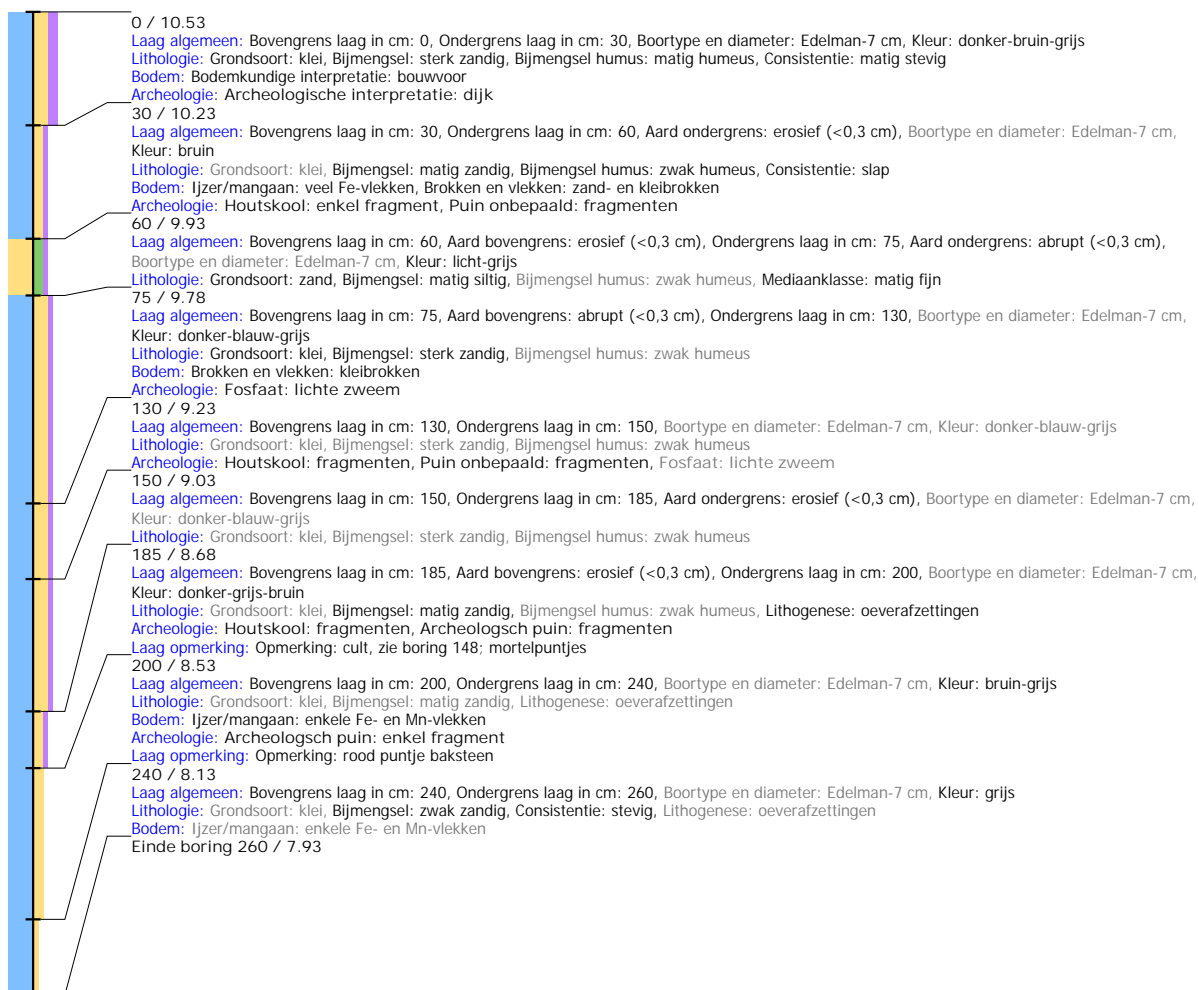 0 / 10.53
Laag algemeen: Bovengrens laag in cm: 0, Ondergrens laag in cm: 30, Boortype en diameter: Edelman-7 cm, Kleur: donker-bruin-grijs
Lithologie: Grondsoort: klei, Bijmengsel: sterk zandig, Bijmengsel humus: matig humeus, Consistentie: matig stevig
Bodem: Bodemkundige interpretatie: bouwvoor
Archeologie: Archeologische interpretatie: dijk
30 / 10.23
Laag algemeen: Bovengrens laag in cm: 30, Ondergrens laag in cm: 60, Aard ondergrens: erosief (<0,3 cm), Boortype en diameter: Edelman-7 cm,
Kleur: bruin
Lithologie: Grondsoort: klei, Bijmengsel: matig zandig, Bijmengsel humus: zwak humeus, Consistentie: slap
Bodem: Ijzer/mangaan: veel Fe-vlekken, Brokken en vlekken: zand- en kleibrokken
Archeologie: Houtskool: enkel fragment, Puin onbepaald: fragmenten
60 / 9.93
Laag algemeen: Bovengrens laag in cm: 60, Aard bovengrens: erosief (<0,3 cm), Ondergrens laag in cm: 75, Aard ondergrens: abrupt (<0,3 cm),
Boortype en diameter: Edelman-7 cm, Kleur: licht-grijs
Lithologie: Grondsoort: zand, Bijmengsel: matig siltig, Bijmengsel humus: zwak humeus, Mediaanklasse: matig fijn
75 / 9.78
Laag algemeen: Bovengrens laag in cm: 75, Aard bovengrens: abrupt (<0,3 cm), Ondergrens laag in cm: 130, Boortype en diameter: Edelman-7 cm,
Kleur: donker-blauw-grijs
Lithologie: Grondsoort: klei, Bijmengsel: sterk zandig, Bijmengsel humus: zwak humeus
Bodem: Brokken en vlekken: kleibrokken
Archeologie: Fosfaat: lichte zweem
130 / 9.23
Laag algemeen: Bovengrens laag in cm: 130, Ondergrens laag in cm: 150, Boortype en diameter: Edelman-7 cm, Kleur: donker-blauw-grijs
Lithologie: Grondsoort: klei, Bijmengsel: sterk zandig, Bijmengsel humus: zwak humeus
Archeologie: Houtskool: fragmenten, Puin onbepaald: fragmenten, Fosfaat: lichte zweem
150 / 9.03
Laag algemeen: Bovengrens laag in cm: 150, Ondergrens laag in cm: 185, Aard ondergrens: erosief (<0,3 cm), Boortype en diameter: Edelman-7 cm,
Kleur: donker-blauw-grijs
Lithologie: Grondsoort: klei, Bijmengsel: sterk zandig, Bijmengsel humus: zwak humeus
185 / 8.68
Laag algemeen: Bovengrens laag in cm: 185, Aard bovengrens: erosief (<0,3 cm), Ondergrens laag in cm: 200, Boortype en diameter: Edelman-7 cm,
Kleur: donker-grijs-bruin
Lithologie: Grondsoort: klei, Bijmengsel: matig zandig, Bijmengsel humus: zwak humeus, Lithogenese: oeverafzettingen
Archeologie: Houtskool: fragmenten, Archeologsch puin: fragmenten
Laag opmerking: Opmerking: cult, zie boring 148; mortelpuntjes
200 / 8.53
Laag algemeen: Bovengrens laag in cm: 200, Ondergrens laag in cm: 240, Boortype en diameter: Edelman-7 cm, Kleur: bruin-grijs
Lithologie: Grondsoort: klei, Bijmengsel: matig zandig, Lithogenese: oeverafzettingen
Bodem: Ijzer/mangaan: enkele Fe- en Mn-vlekken
Archeologie: Archeologsch puin: enkel fragment
Laag opmerking: Opmerking: rood puntje baksteen
240 / 8.13
Laag algemeen: Bovengrens laag in cm: 240, Ondergrens laag in cm: 260, Boortype en diameter: Edelman-7 cm, Kleur: grijs
Lithologie: Grondsoort: klei, Bijmengsel: zwak zandig, Consistentie: stevig, Lithogenese: oeverafzettingen
Bodem: Ijzer/mangaan: enkele Fe- en Mn-vlekken
Einde boring 260 / 7.93